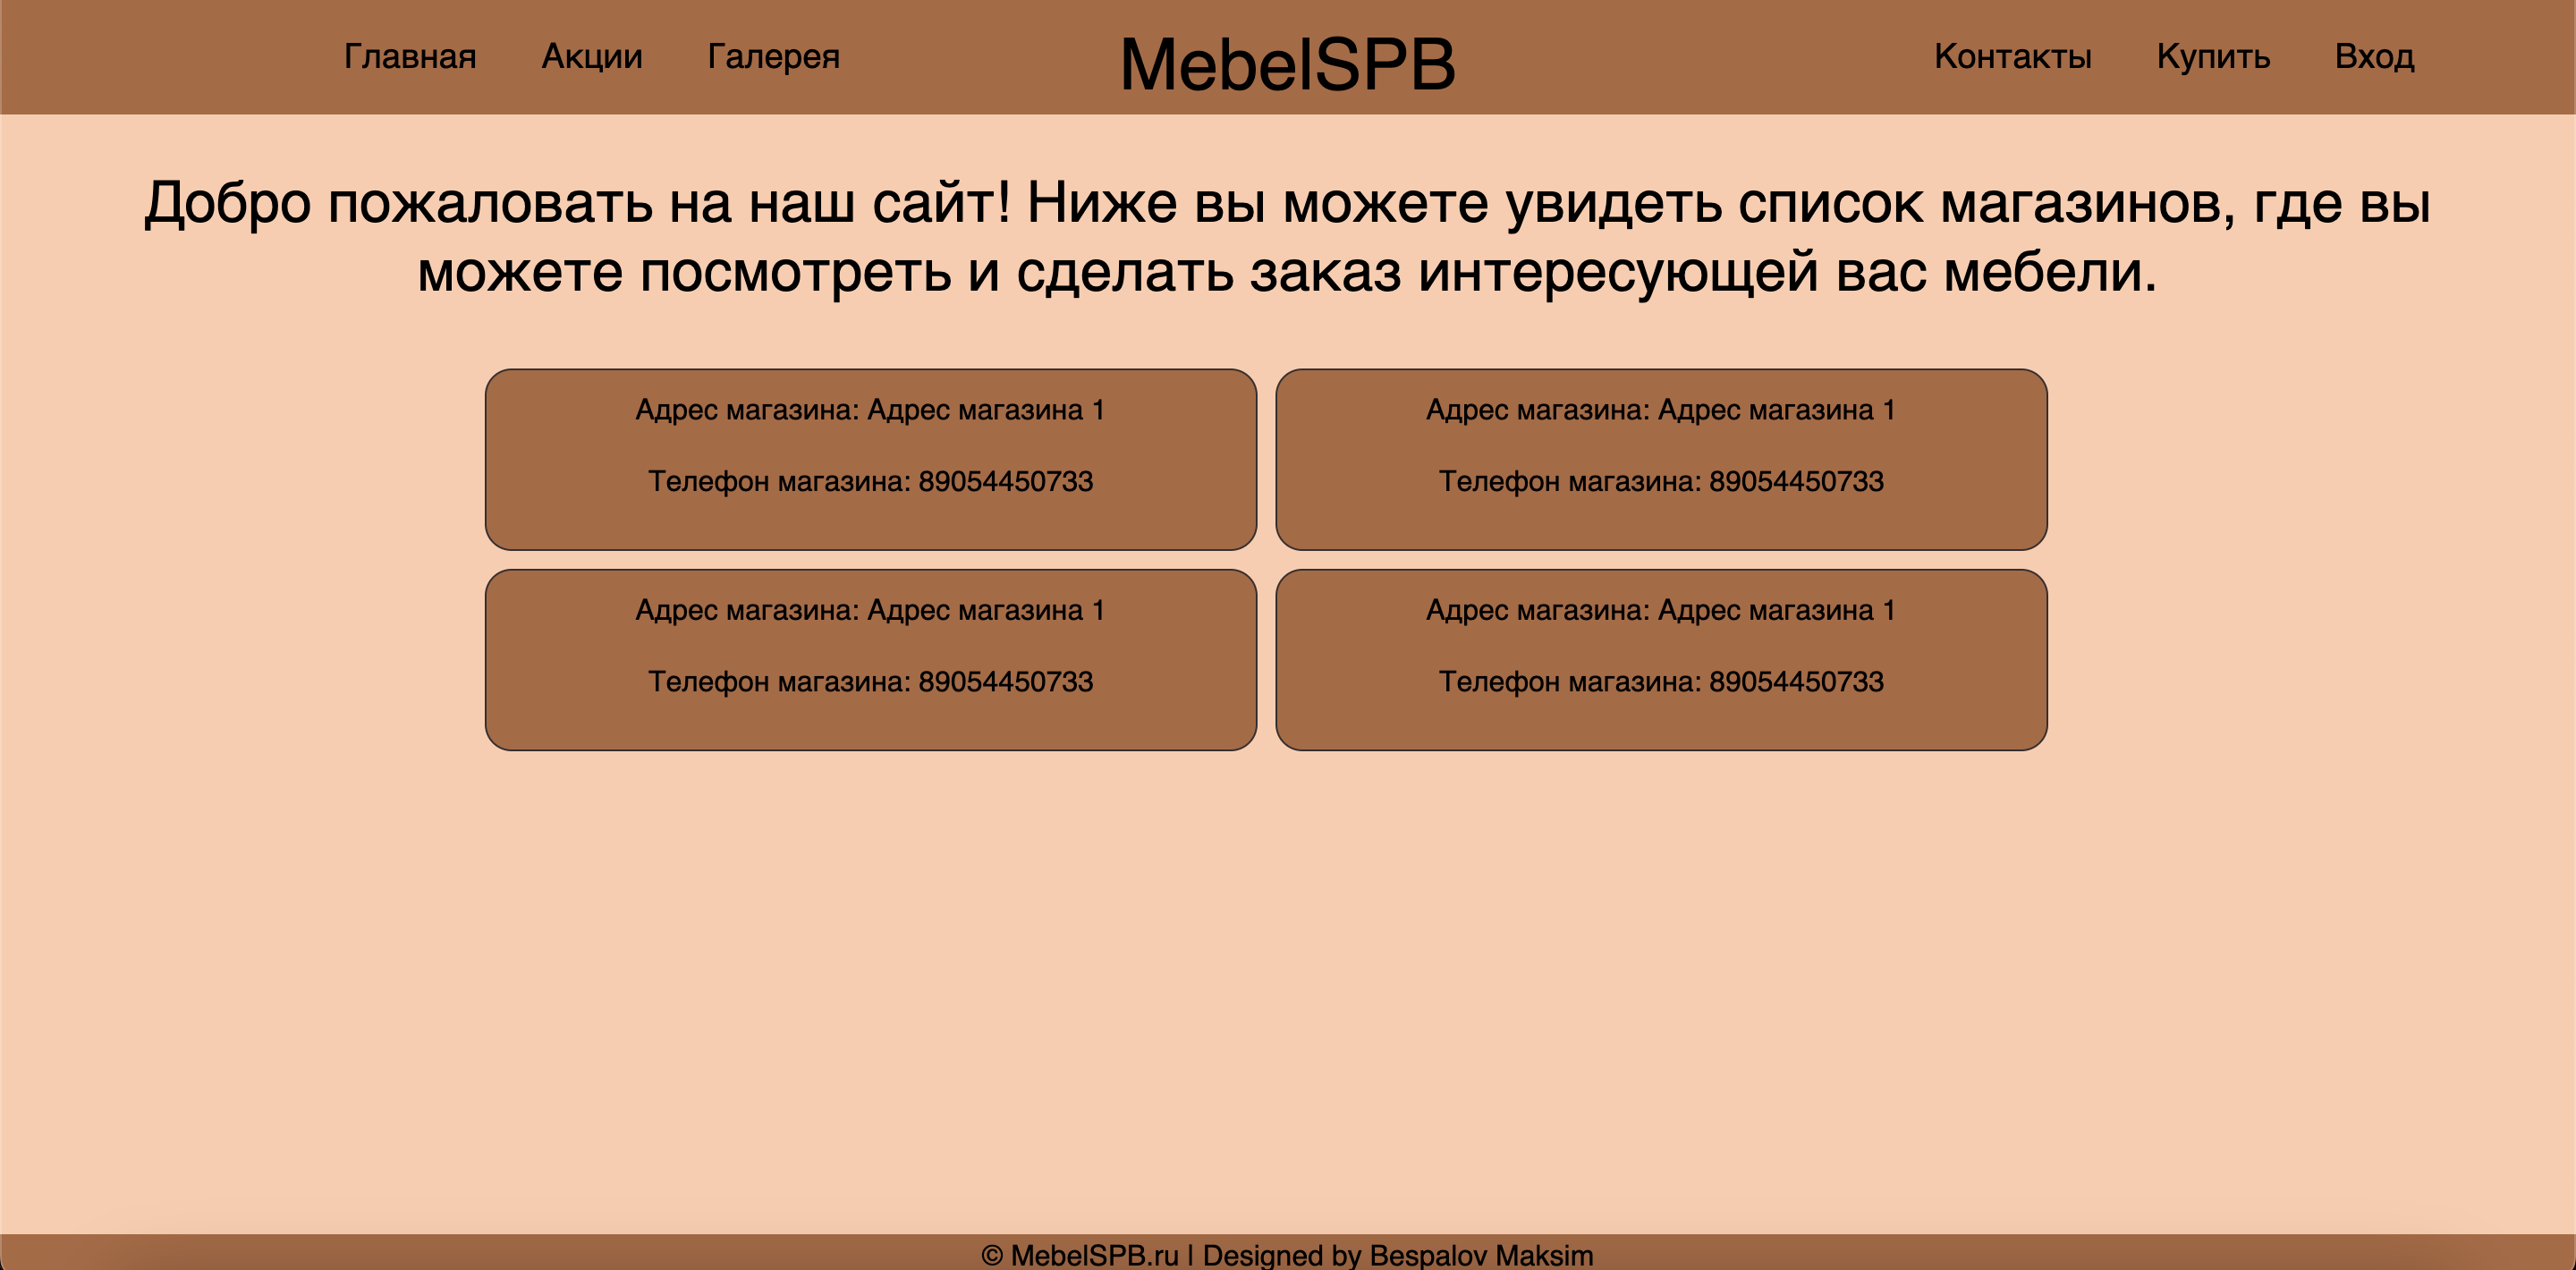 Главная Акции Галерея MebelSPB Контакты Купить Вход
Добро пожаловать на наш сайт! Ниже вы можете увидеть список магазинов, где вы
можете посмотреть и сделать заказ интересующей вас мебели.
Адрес магазина: Адрес магазина 1
Телефон магазина: 89054450733
Адрес магазина: Адрес магазина 1
Телефон магазина: 89054450733
Адрес магазина: Адрес магазина 1
Телефон магазина: 89054450733
Адрес магазина: Адрес магазина 1
Телефон магазина: 89054450733
© MebelSPB.ru | Designed by Bespalov Maksim